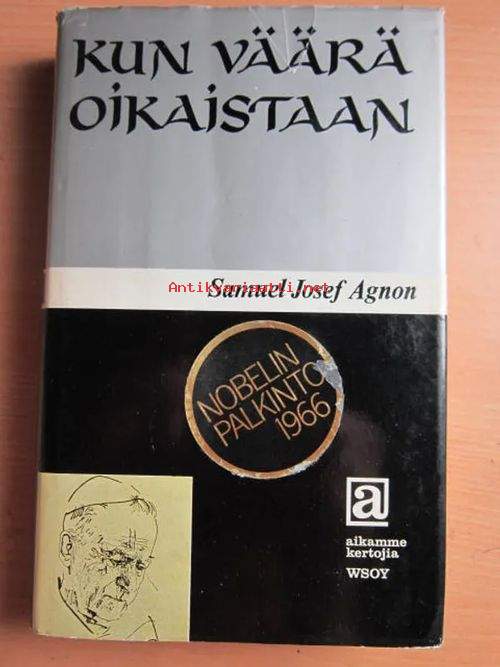 KUN VÄÄRÄ
OIKAISTAAN
Antikvariaatti.net
Samuel Josef Agnon
NOBELIN
PALKINTO
1966
a
aikamme
kertojia
WSOY